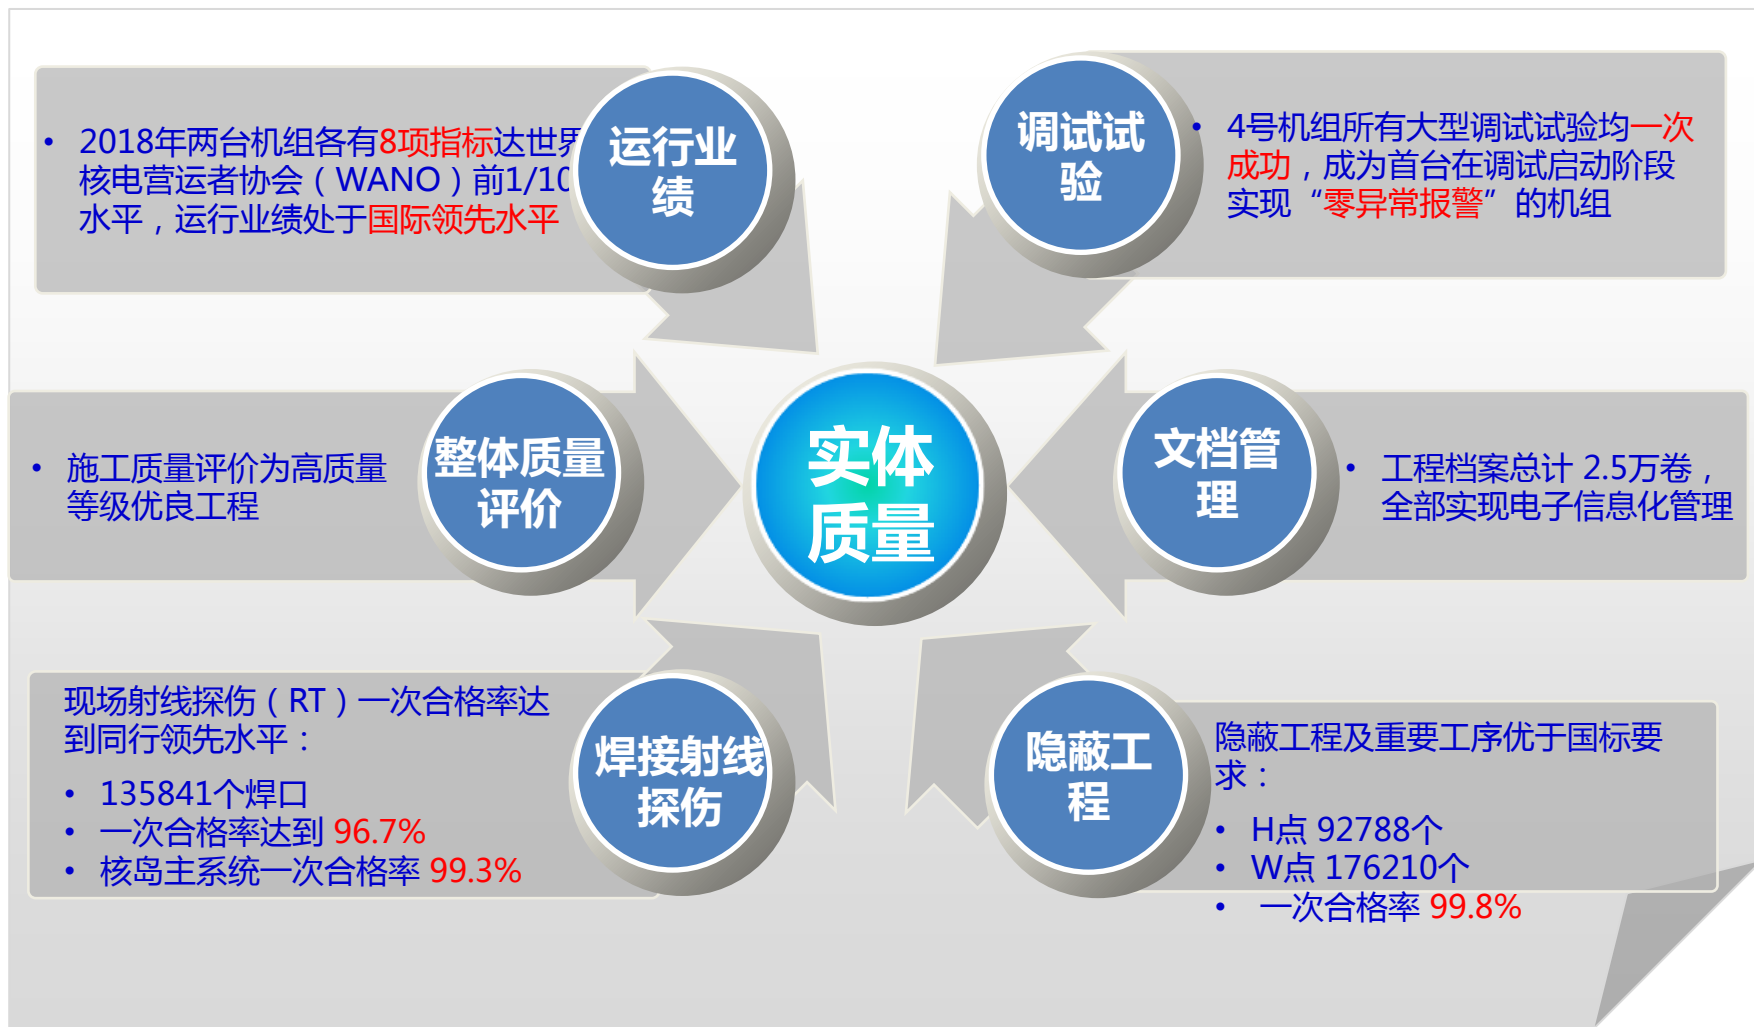 运行业
绩
• 2018年两台机组各有8项指标达世界
核电营运者协会（WANO）前1/10
水平，运行业绩处于国际领先水平
调试试
验
• 4号机组所有大型调试试验均一次
成功，成为首台在调试启动阶段
实现“零异常报警”的机组
整体质量
评价
• 施工质量评价为高质量
等级优良工程
实体
质量
文档管
理
• 工程档案总计 2.5万卷，
全部实现电子信息化管理
焊接射线
探伤
现场射线探伤（RT）一次合格率达
到同行领先水平：
• 135841个焊口
• 一次合格率达到 96.7%
• 核岛主系统一次合格率 99.3%
隐蔽工
程
隐蔽工程及重要工序优于国标要
求：
• H点 92788个
• W点 176210个
• 一次合格率 99.8%